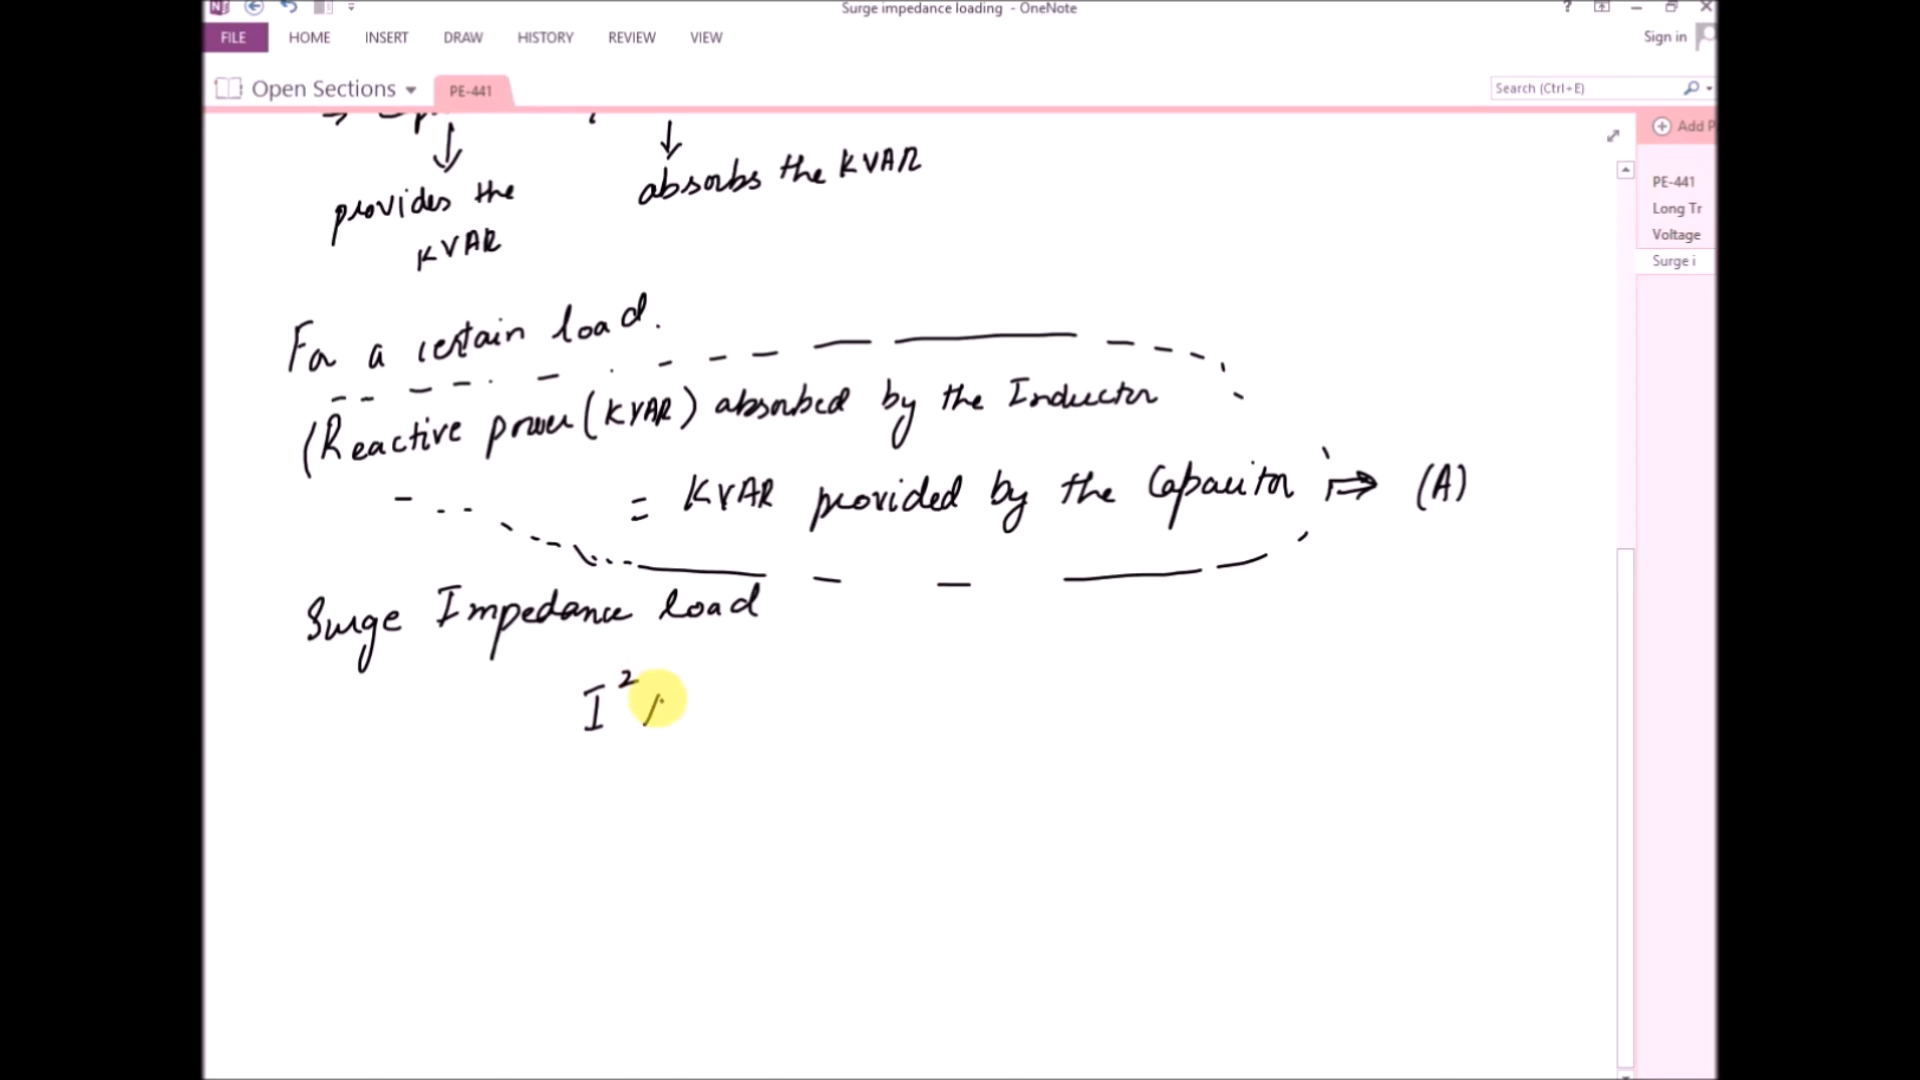 Surge impedance loading - OneNote
?
FILE HOME INSERT DRAW HISTORY REVIEW VIEW
Sign in
Open Sections PE-441
Search (Ctrl+E)
Add P
PE-441
Long Tr
Voltage
Surge i
provides the
KVAR
absorbs the KVAR
For a certain load.
(Reactive power (KVAR) absorbed by the Inductor
= KVAR provided by the Capacitor ⇒ (A)
Surge Impedance load
I²